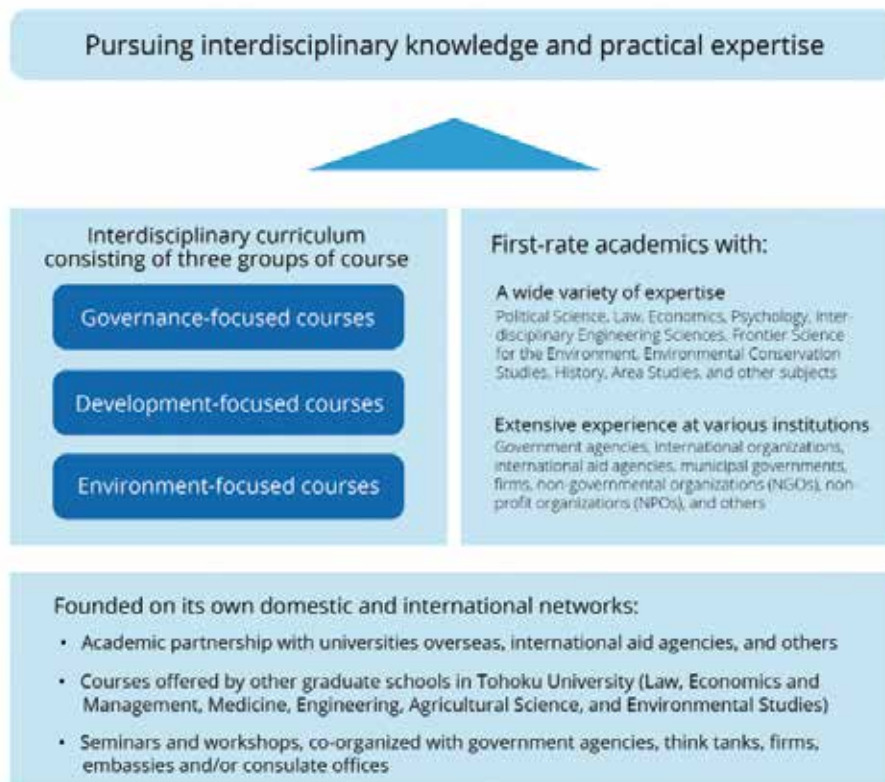 Pursuing interdisciplinary knowledge and practical expertise
Interdisciplinary curriculum
consisting of three groups of course
Governance-focused courses
Development-focused courses
Environment-focused courses
First-rate academics with:
A wide variety of expertise
Political Science, Law, Economics, Psychology, Inter-
disciplinary Engineering Sciences, Frontier Science
for the Environment, Environmental Conservation
Studies, History, Area Studies, and other subjects
Extensive experience at various institutions
Government agencies, International organizations,
international aid agencies, municipal governments,
firms, non-governmental organizations (NGOs), non-
profit organizations (NPOs), and others
Founded on its own domestic and international networks:
• Academic partnership with universities overseas, international aid agencies, and others
• Courses offered by other graduate schools in Tohoku University (Law, Economics and
Management, Medicine, Engineering, Agricultural Science, and Environmental Studies)
• Seminars and workshops, co-organized with government agencies, think tanks, firms,
embassies and/or consulate offices